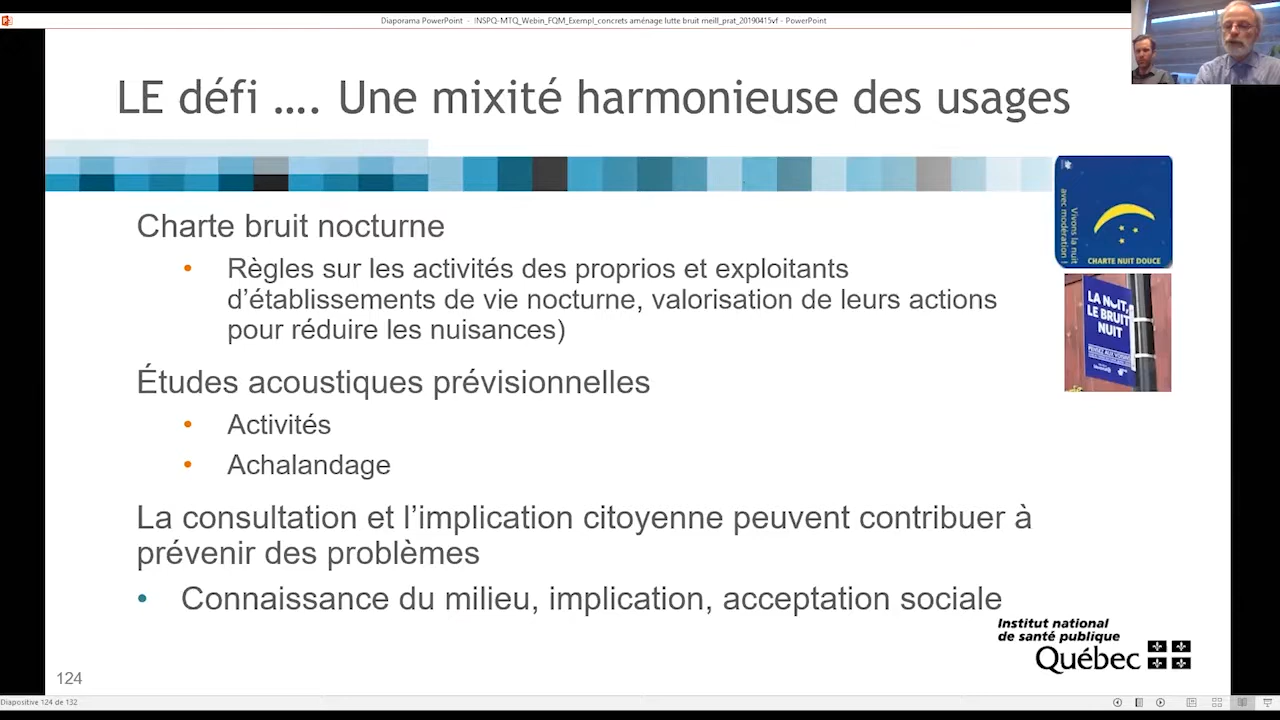 Diaporama PowerPoint - INSPQ-MTQ_Webin_FQM_Exempl_concrets aménage lutte bruit meill_prat_20190415vf - PowerPoint
LE défi .... Une mixité harmonieuse des usages
Charte bruit nocturne
• Règles sur les activités des proprios et exploitants
d’établissements de vie nocturne, valorisation de leurs actions
pour réduire les nuisances)
Vivons la nuit
avec modération !
CHARTE NUIT DOUCE
LA NUIT,
LE BRUIT
NUIT
PENSEZ AUX VOISINS
Études acoustiques prévisionnelles
• Activités
• Achalandage
La consultation et l’implication citoyenne peuvent contribuer à
prévenir des problèmes
• Connaissance du milieu, implication, acceptation sociale
Institut national
de santé publique
Québec
124
Diapositive 124 de 132